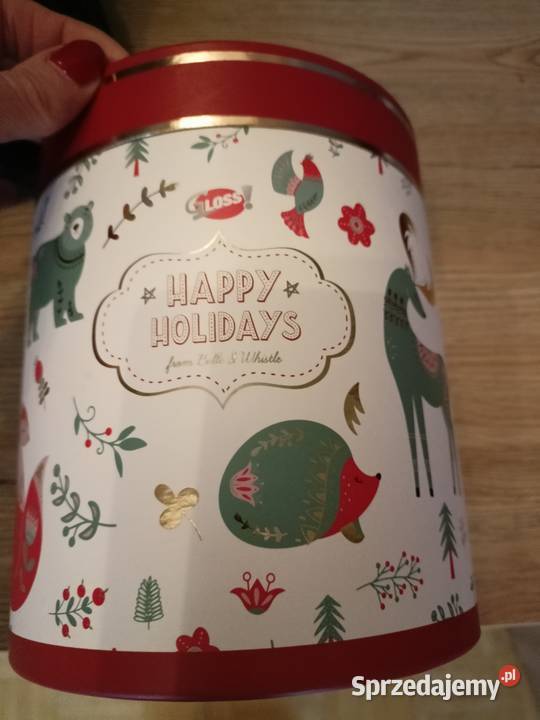 GLOSS!
HAPPY
HOLIDAYS
from Belle & Whistle
Sprzedajemy.pl